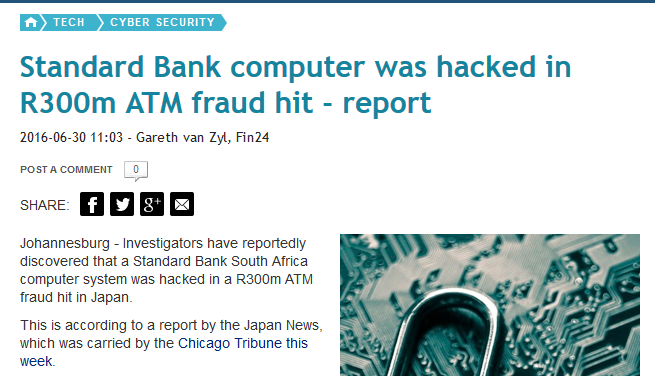 TECH CYBER SECURITY
Standard Bank computer was hacked in
R300m ATM fraud hit - report
2016-06-30 11:03 - Gareth van Zyl, Fin24
POST A COMMENT 0
SHARE: f g+
Johannesburg - Investigators have reportedly
discovered that a Standard Bank South Africa
computer system was hacked in a R300m ATM
fraud hit in Japan.
This is according to a report by the Japan News,
which was carried by the Chicago Tribune this
week.